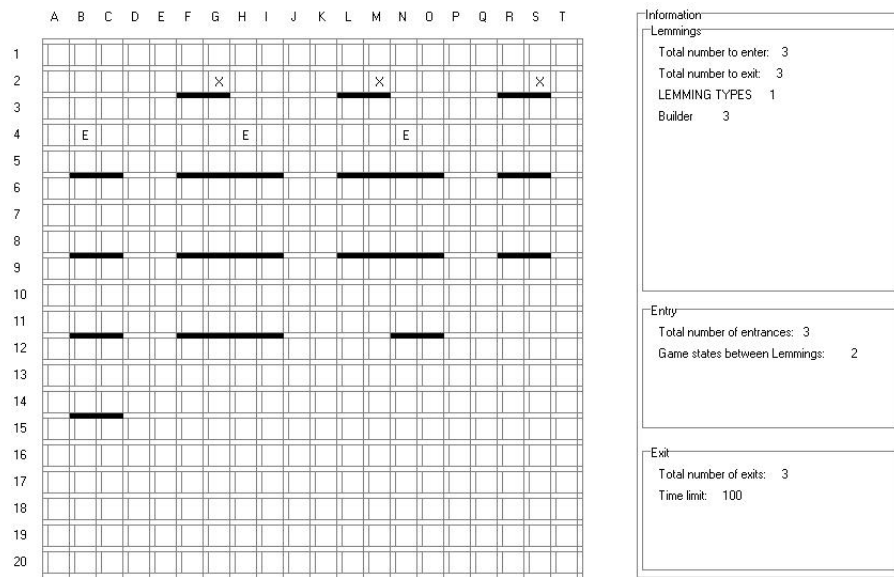 A B C D E F G H I J K L M N O P Q R S T
1
2 X X X
3
4 E E E
5
6
7
8
9
10
11
12
13
14
15
16
17
18
19
20
Information
Lemmings
Total number to enter: 3
Total number to exit: 3
LEMMING TYPES 1
Builder 3
Entry
Total number of entrances: 3
Game states between Lemmings: 2
Exit
Total number of exits: 3
Time limit: 100